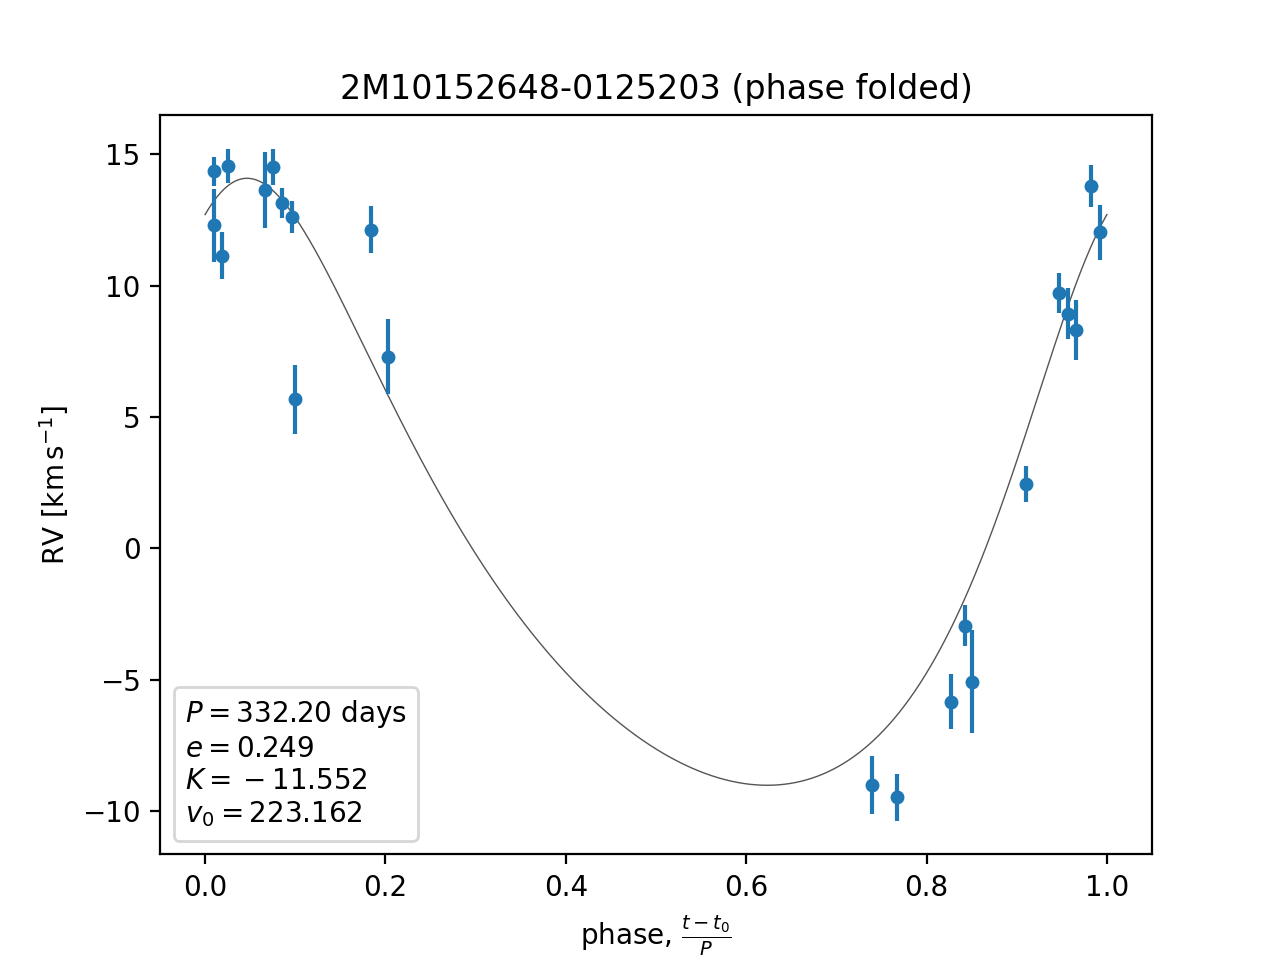 2M10152648-0125203 (phase folded)
RV [km s⁻¹]
15
10
5
0
−5
−10
P = 332.20 days
e = 0.249
K = −11.552
v₀ = 223.162
0.0 0.2 0.4 0.6 0.8 1.0
phase, (t − t₀)/P